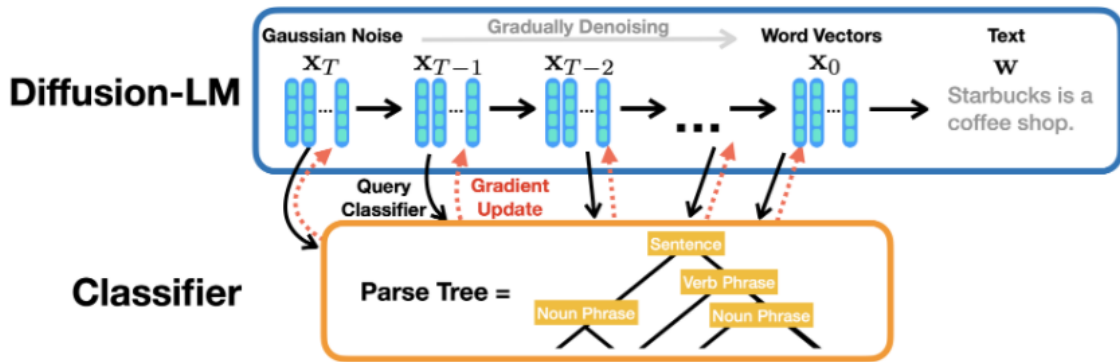 Gradually Denoising
Gaussian Noise
Word Vectors
Text
x_T
x_{T-1}
x_{T-2}
x_0
w
Diffusion-LM
...
...
...
...
...
Starbucks is a
coffee shop.
Query
Classifier
Gradient
Update
Classifier
Parse Tree =
Sentence
Verb Phrase
Noun Phrase
Noun Phrase